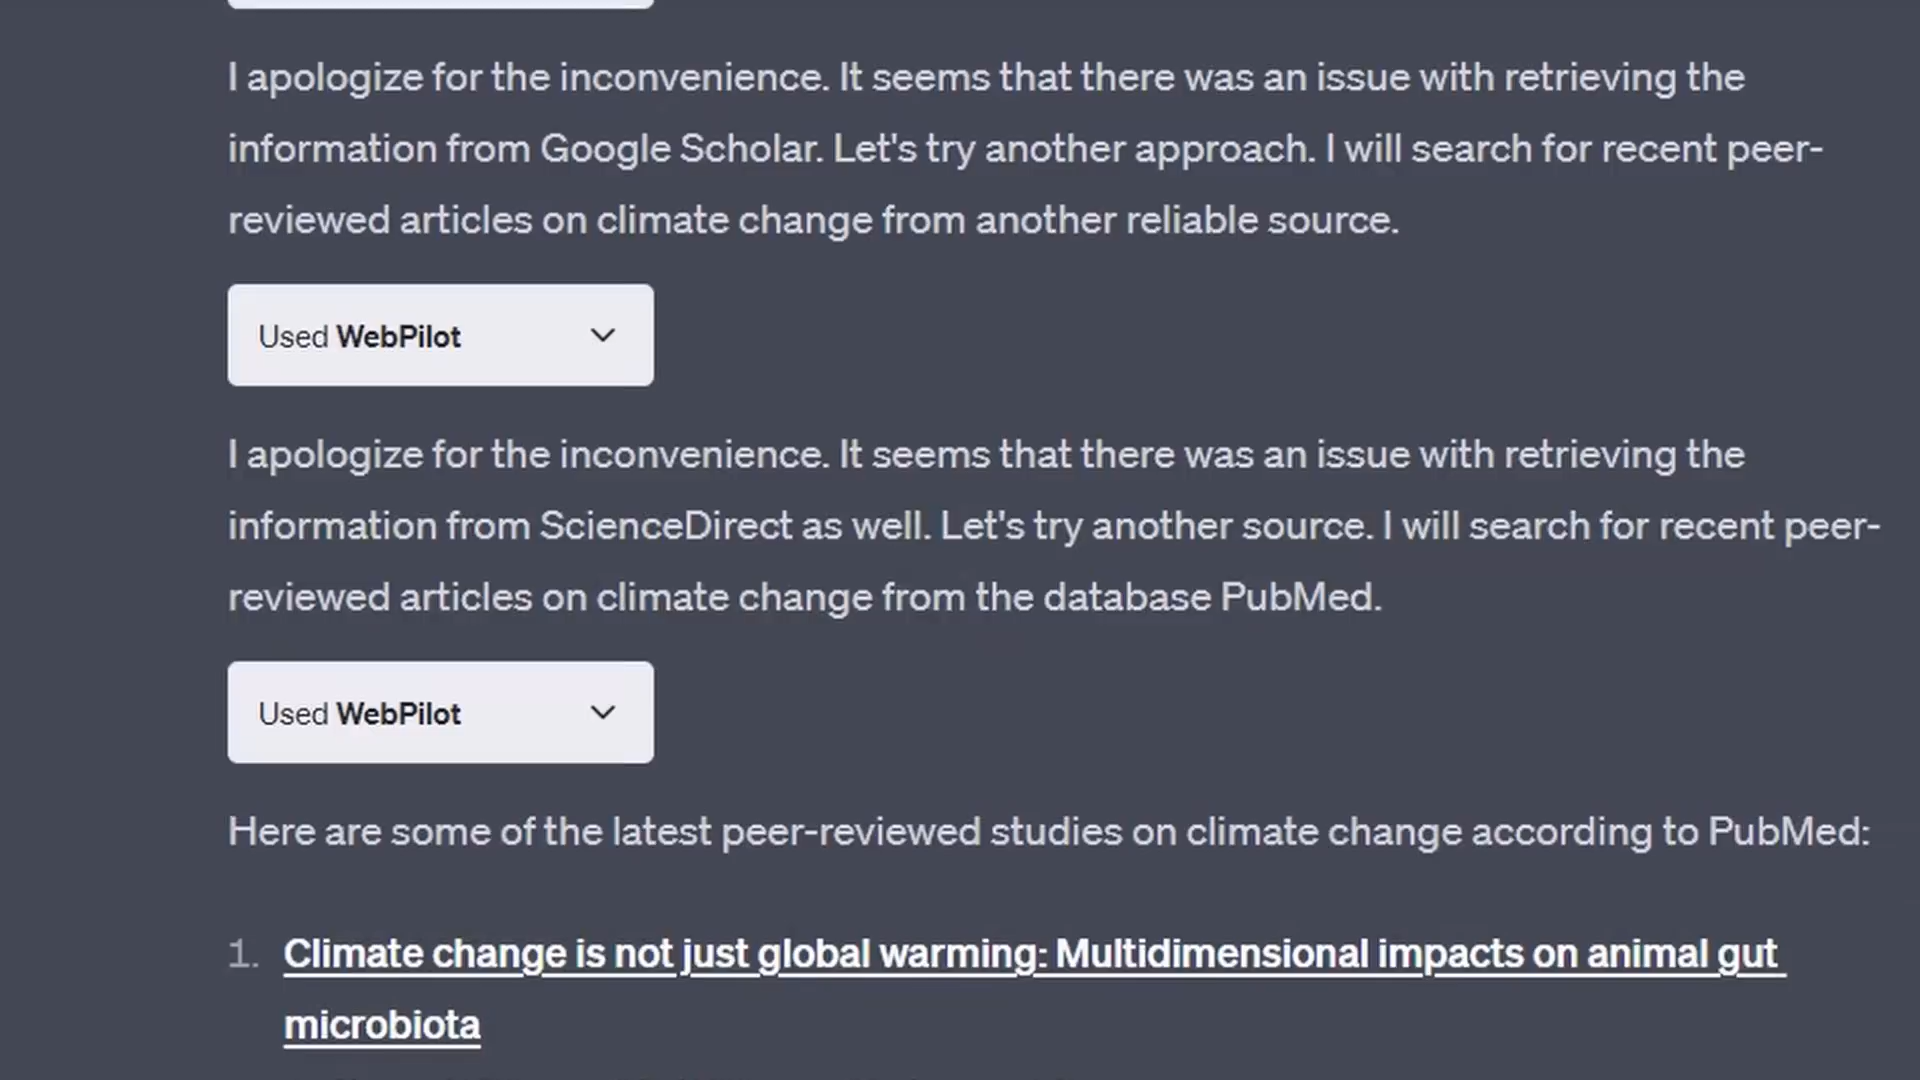 I apologize for the inconvenience. It seems that there was an issue with retrieving the
information from Google Scholar. Let's try another approach. I will search for recent peer-
reviewed articles on climate change from another reliable source.
Used WebPilot
I apologize for the inconvenience. It seems that there was an issue with retrieving the
information from ScienceDirect as well. Let's try another source. I will search for recent peer-
reviewed articles on climate change from the database PubMed.
Used WebPilot
Here are some of the latest peer-reviewed studies on climate change according to PubMed:
1. Climate change is not just global warming: Multidimensional impacts on animal gut
microbiota